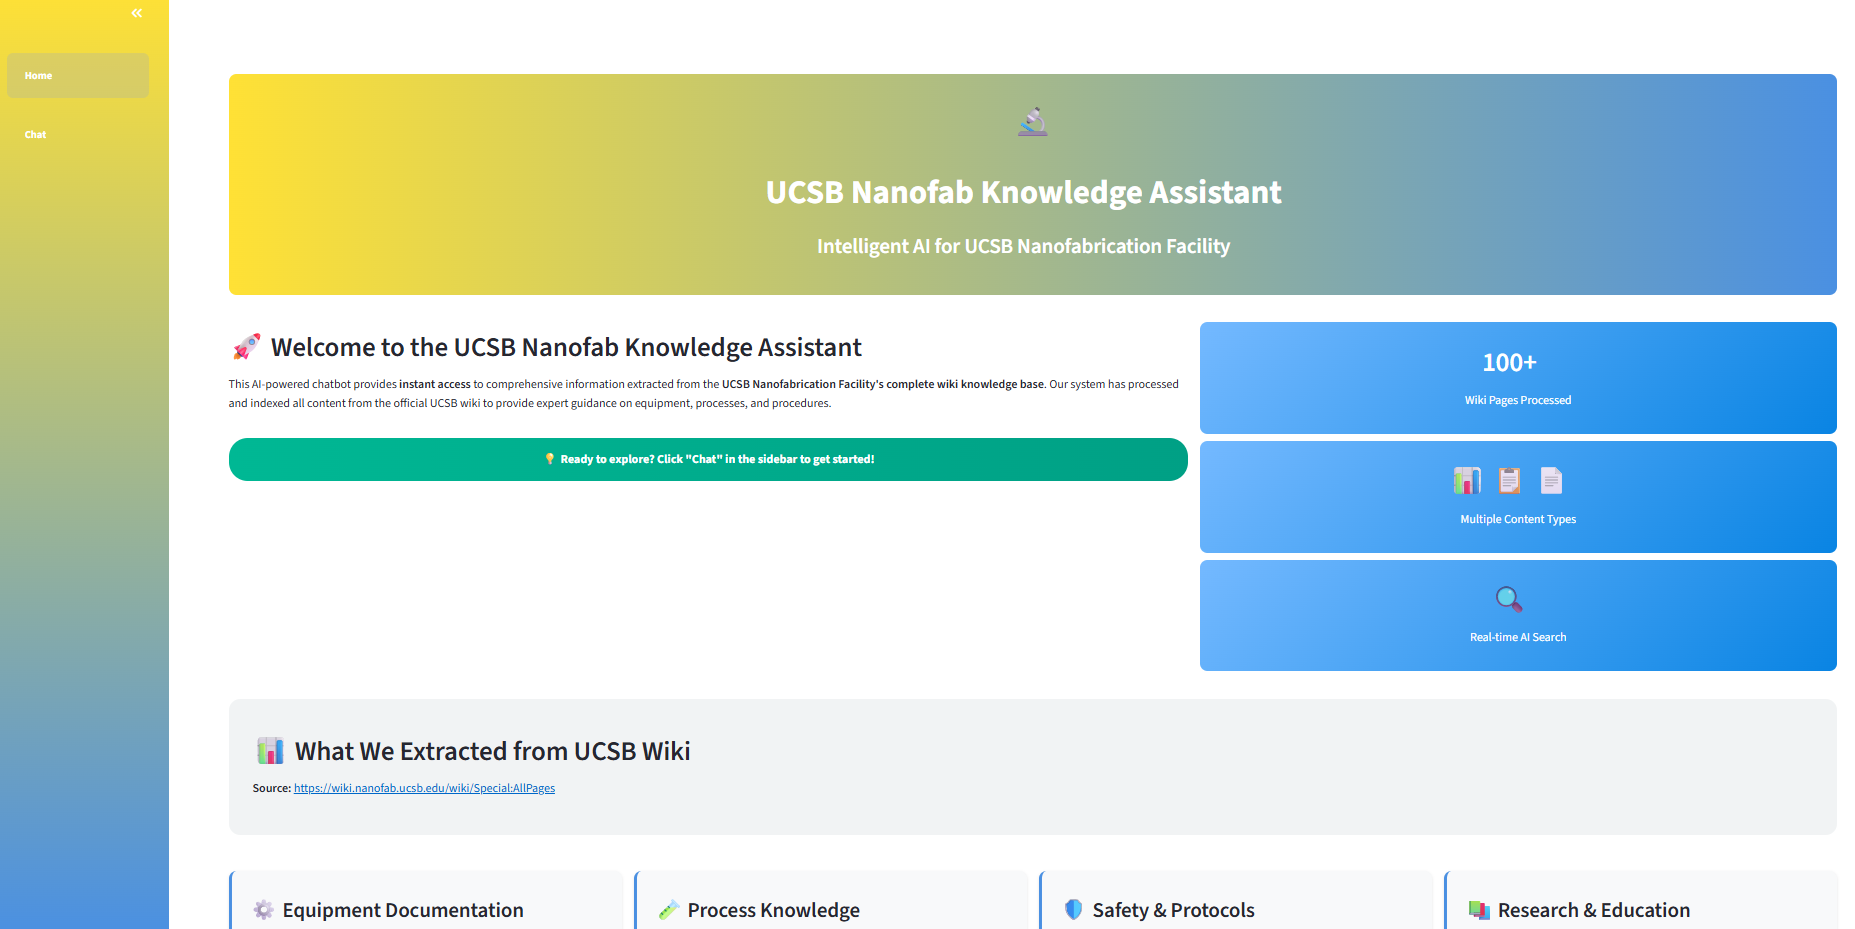 Home
Chat
UCSB Nanofab Knowledge Assistant
Intelligent AI for UCSB Nanofabrication Facility
Welcome to the UCSB Nanofab Knowledge Assistant
This AI-powered chatbot provides instant access to comprehensive information extracted from the UCSB Nanofabrication Facility's complete wiki knowledge base. Our system has processed
and indexed all content from the official UCSB wiki to provide expert guidance on equipment, processes, and procedures.
Ready to explore? Click "Chat" in the sidebar to get started!
100+
Wiki Pages Processed
Multiple Content Types
Real-time AI Search
What We Extracted from UCSB Wiki
Source: https://wiki.nanofab.ucsb.edu/wiki/Special:AllPages
Equipment Documentation
Process Knowledge
Safety & Protocols
Research & Education